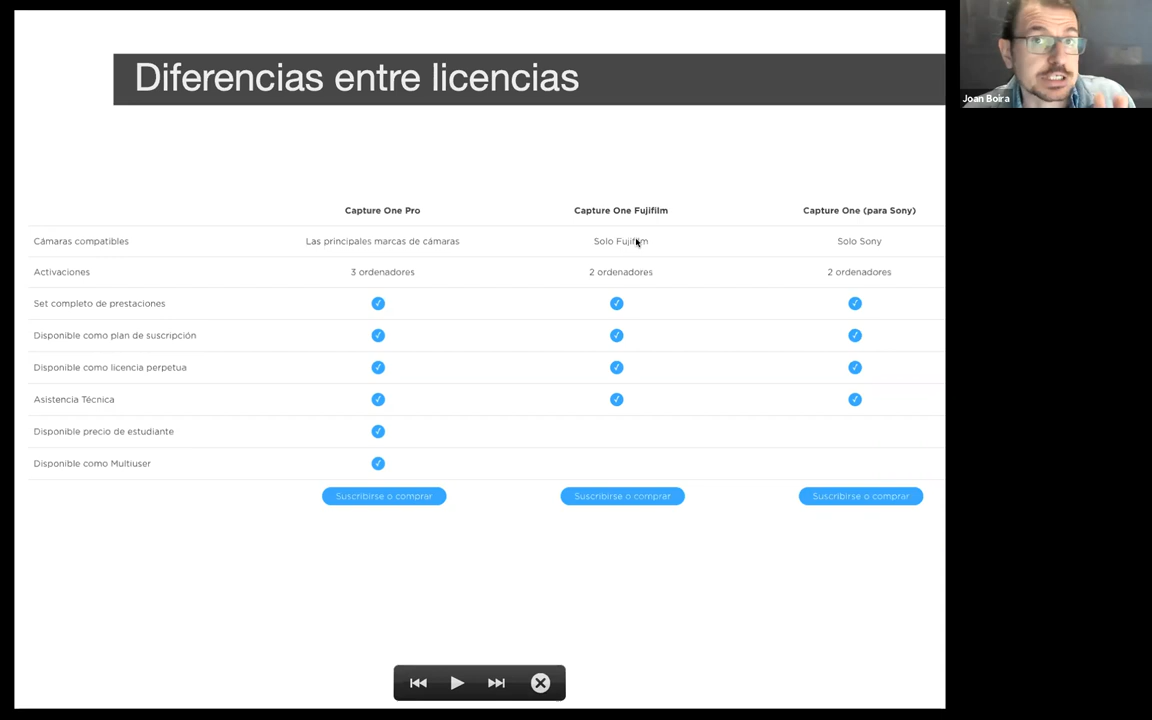 Diferencias entre licencias
Joan Boira
Capture One Pro Capture One Fujifilm Capture One (para Sony)
Cámaras compatibles Las principales marcas de cámaras Solo Fujifilm Solo Sony
Activaciones 3 ordenadores 2 ordenadores 2 ordenadores
Set completo de prestaciones
Disponible como plan de suscripción
Disponible como licencia perpetua
Asistencia Técnica
Disponible precio de estudiante
Disponible como Multiuser
Suscribirse o comprar Suscribirse o comprar Suscribirse o comprar